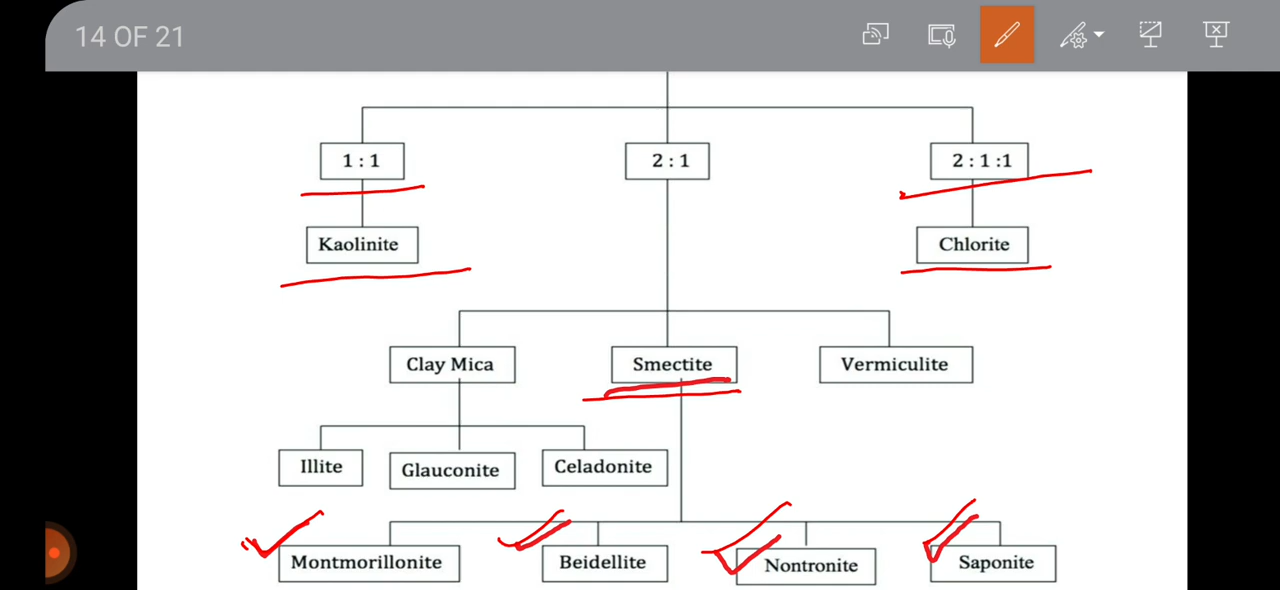 14 OF 21
1 : 1
2 : 1
2 : 1 :1
Kaolinite
Chlorite
Clay Mica
Smectite
Vermiculite
Illite
Glauconite
Celadonite
Montmorillonite
Beidellite
Nontronite
Saponite